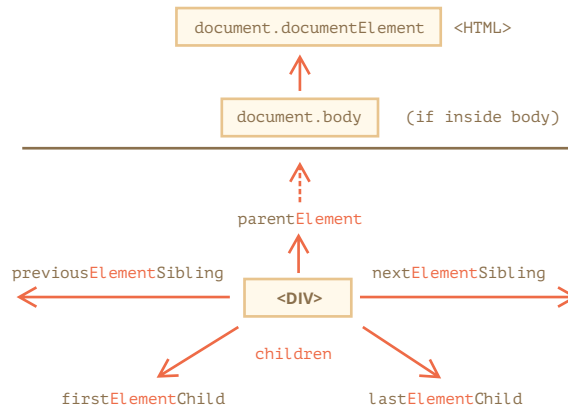 document.documentElement <HTML>
document.body (if inside body)
parentElement
previousElementSibling nextElementSibling
<DIV>
children
firstElementChild lastElementChild